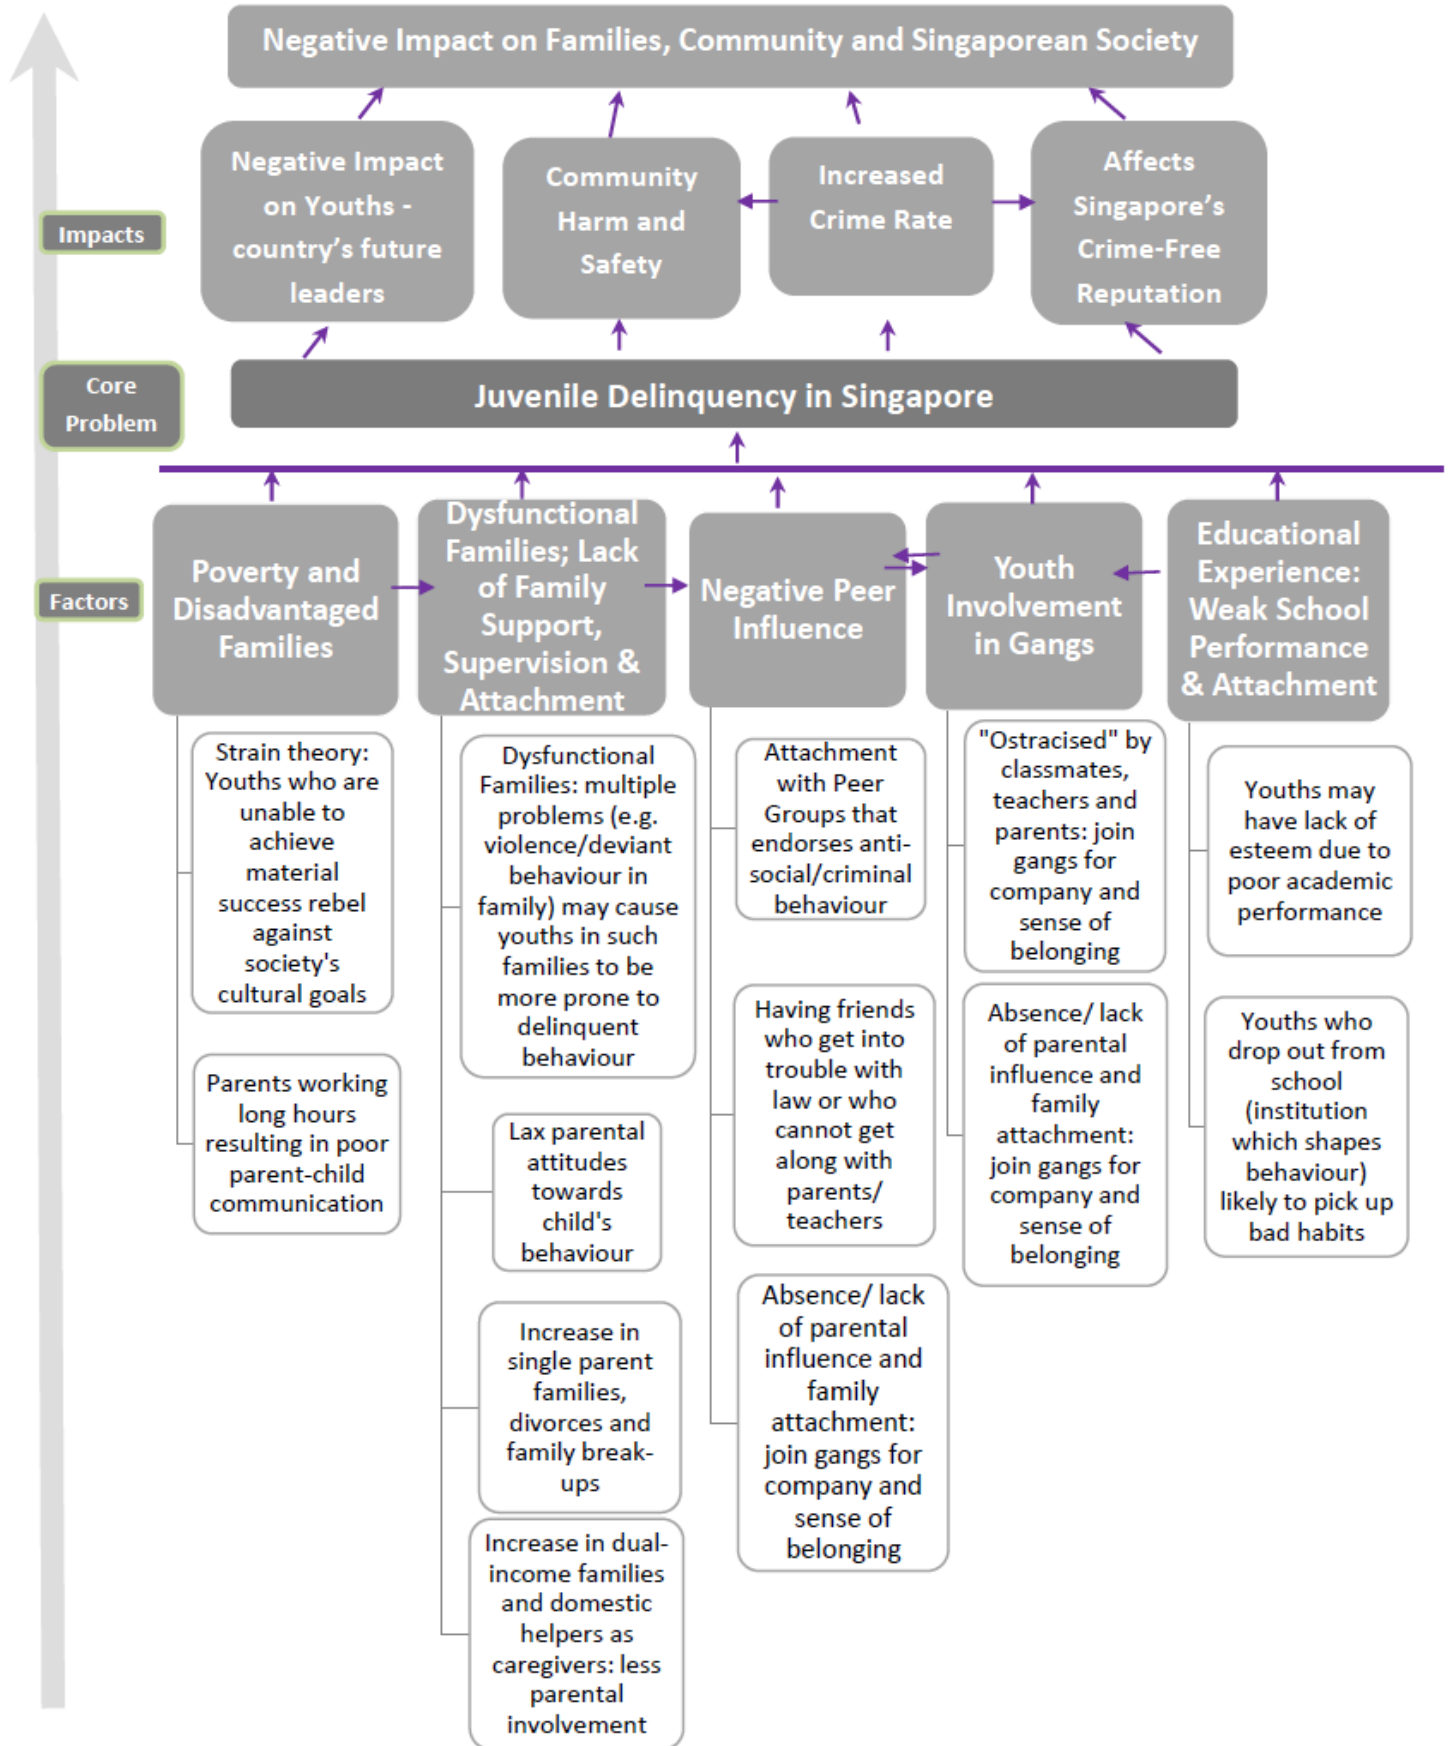 Negative Impact on Families, Community and Singaporean Society
Impacts
Negative Impact
on Youths -
country's future
leaders
Community
Harm and
Safety
Increased
Crime Rate
Affects
Singapore's
Crime-Free
Reputation
Core
Problem
Juvenile Delinquency in Singapore
Factors
Poverty and
Disadvantaged
Families
Dysfunctional
Families; Lack
of Family
Support,
Supervision &
Attachment
Negative Peer
Influence
Youth
Involvement
in Gangs
Educational
Experience:
Weak School
Performance
& Attachment
Strain theory:
Youths who are
unable to
achieve
material
success rebel
against
society's
cultural goals
Parents working
long hours
resulting in poor
parent-child
communication
Dysfunctional
Families: multiple
problems (e.g.
violence/deviant
behaviour in
family) may cause
youths in such
families to be
more prone to
delinquent
behaviour
Lax parental
attitudes
towards
child's
behaviour
Increase in
single parent
families,
divorces and
family break-
ups
Increase in dual-
income families
and domestic
helpers as
caregivers: less
parental
involvement
Attachment
with Peer
Groups that
endorses anti-
social/criminal
behaviour
Having friends
who get into
trouble with
law or who
cannot get
along with
parents/
teachers
Absence/ lack
of parental
influence and
family
attachment:
join gangs for
company and
sense of
belonging
"Ostracised" by
classmates,
teachers and
parents: join
gangs for
company and
sense of
belonging
Absence/ lack
of parental
influence and
family
attachment:
join gangs for
company and
sense of
belonging
Youths may
have lack of
esteem due to
poor academic
performance
Youths who
drop out from
school
(institution
which shapes
behaviour)
likely to pick up
bad habits